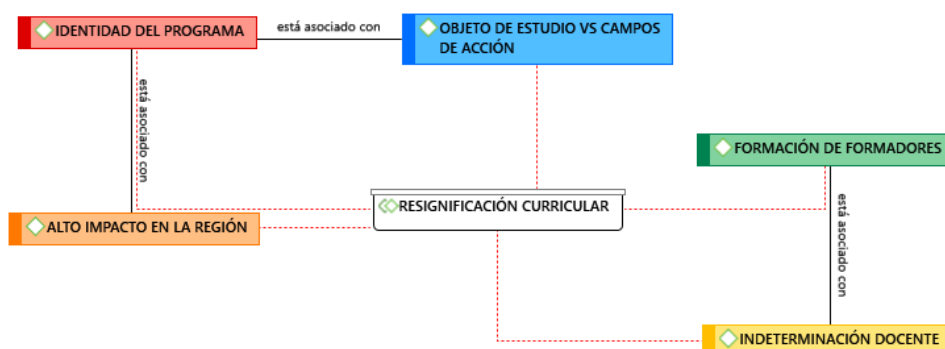 IDENTIDAD DEL PROGRAMA
está asociado con
OBJETO DE ESTUDIO VS CAMPOS
DE ACCIÓN
está asociado con
FORMACIÓN DE FORMADORES
RESIGNIFICACIÓN CURRICULAR
ALTO IMPACTO EN LA REGIÓN
está asociado con
INDETERMINACIÓN DOCENTE